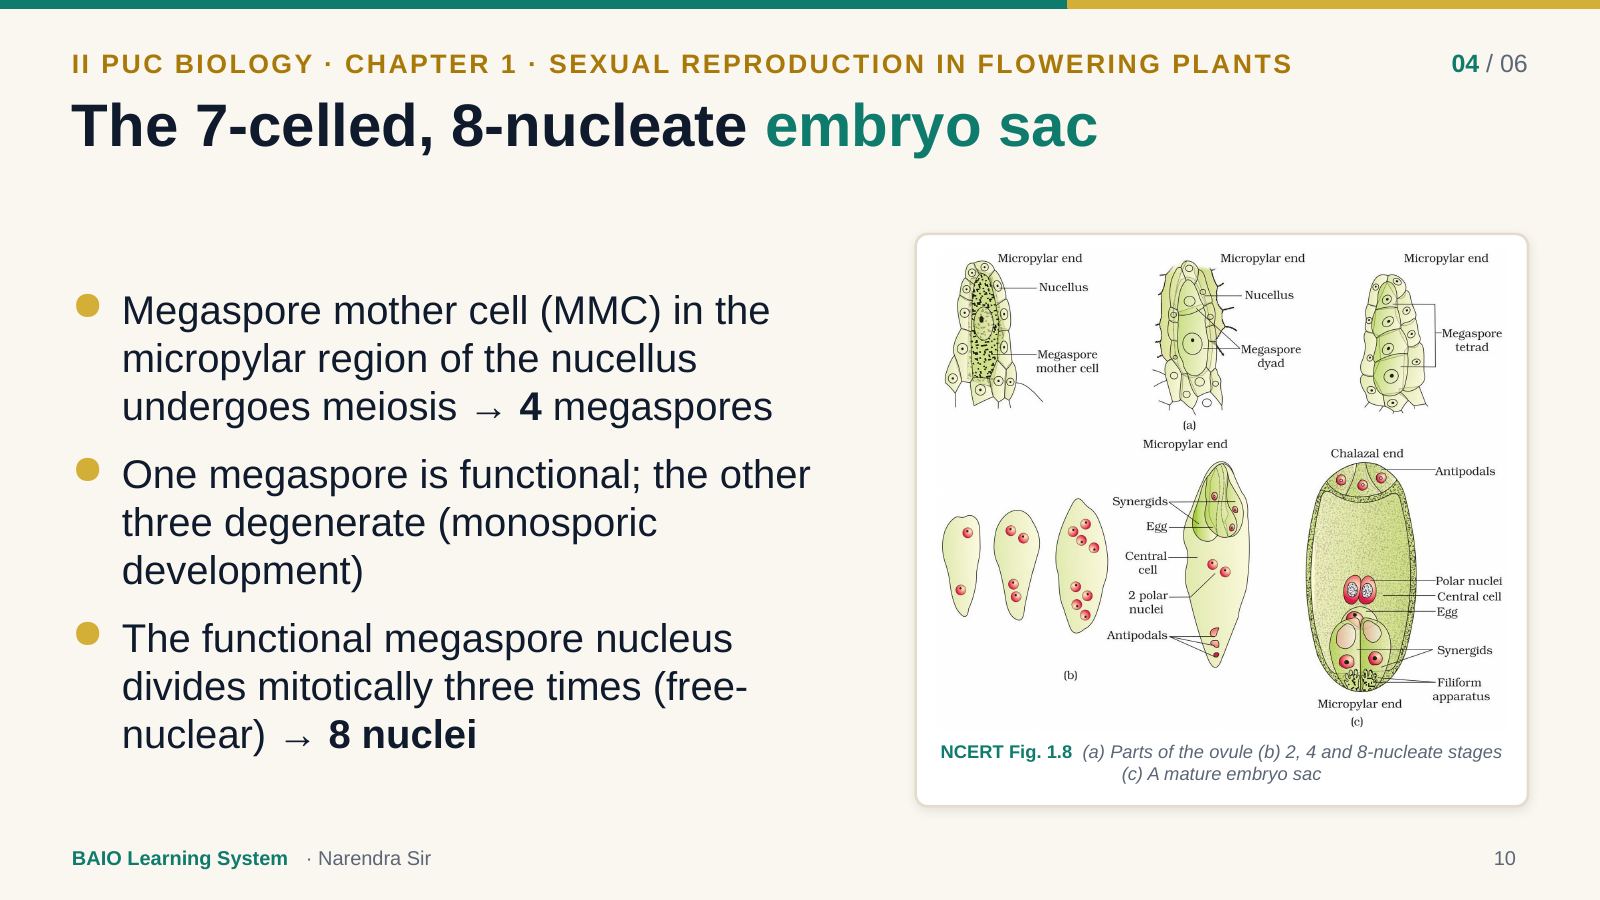 II PUC BIOLOGY · CHAPTER 1 · SEXUAL REPRODUCTION IN FLOWERING PLANTS
04 / 06
The 7-celled, 8-nucleate embryo sac
Megaspore mother cell (MMC) in the
micropylar region of the nucellus
undergoes meiosis → 4 megaspores
One megaspore is functional; the other
three degenerate (monosporic
development)
The functional megaspore nucleus
divides mitotically three times (free-
nuclear) → 8 nuclei
Micropylar end
Nucellus
Megaspore
mother cell
Micropylar end
Nucellus
Megaspore
dyad
Micropylar end
Megaspore
tetrad
(a)
Micropylar end
Synergids
Egg
Central
cell
2 polar
nuclei
Antipodals
(b)
Chalazal end
Antipodals
Polar nuclei
Central cell
Egg
Synergids
Filiform
apparatus
Micropylar end
(c)
NCERT Fig. 1.8 (a) Parts of the ovule (b) 2, 4 and 8-nucleate stages
(c) A mature embryo sac
BAIO Learning System · Narendra Sir
10